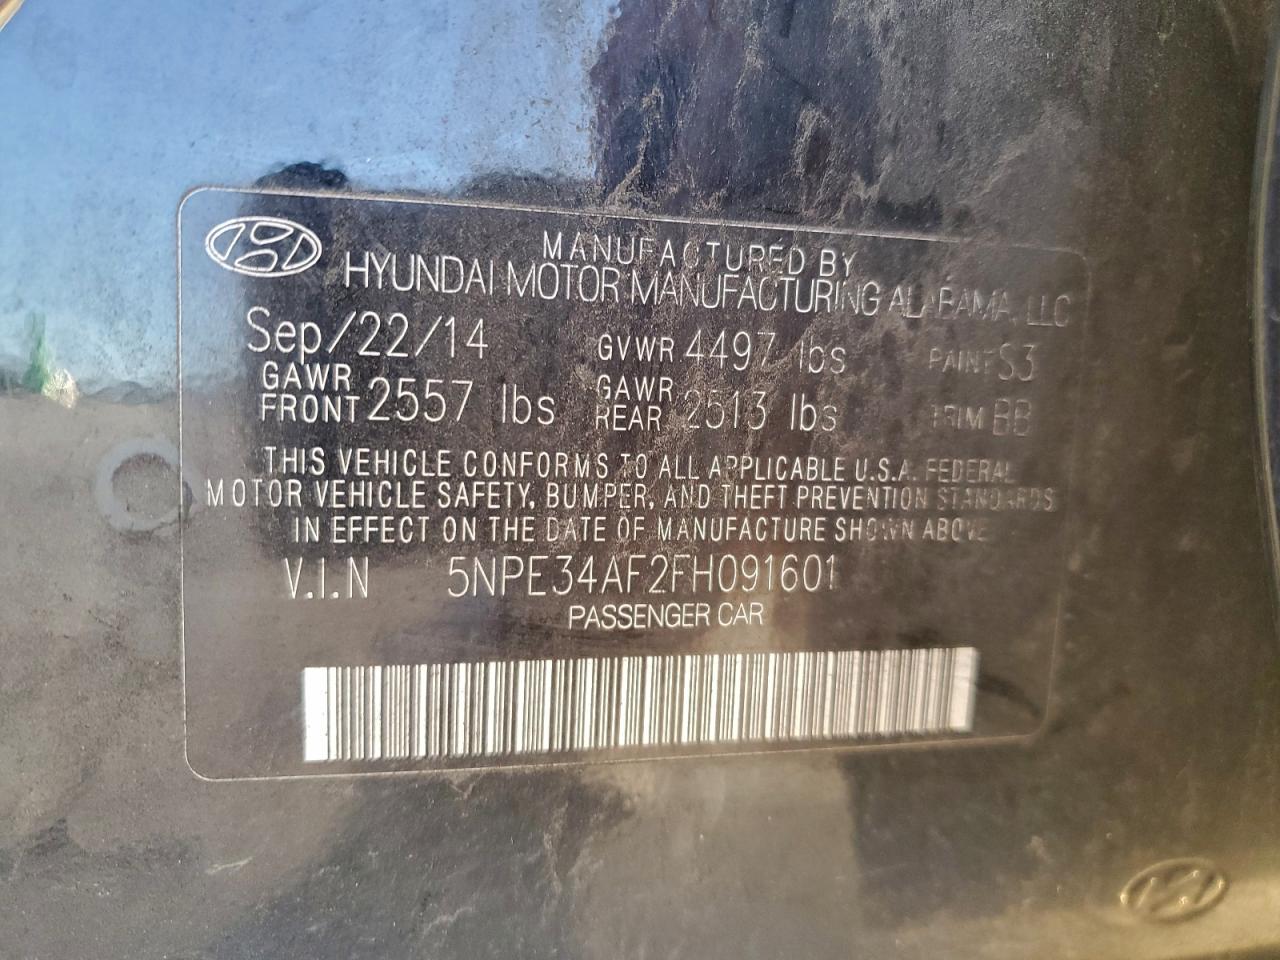 MANUFACTURED BY
HYUNDAI MOTOR MANUFACTURING ALABAMA, LLC
Sep/22/14 GVWR 4497 lbs PAINT S3
GAWR FRONT 2557 lbs GAWR REAR 2513 lbs TRIM BB
THIS VEHICLE CONFORMS TO ALL APPLICABLE U.S.A. FEDERAL
MOTOR VEHICLE SAFETY, BUMPER, AND THEFT PREVENTION STANDARDS
IN EFFECT ON THE DATE OF MANUFACTURE SHOWN ABOVE
V.I.N 5NPE34AF2FH091601
PASSENGER CAR